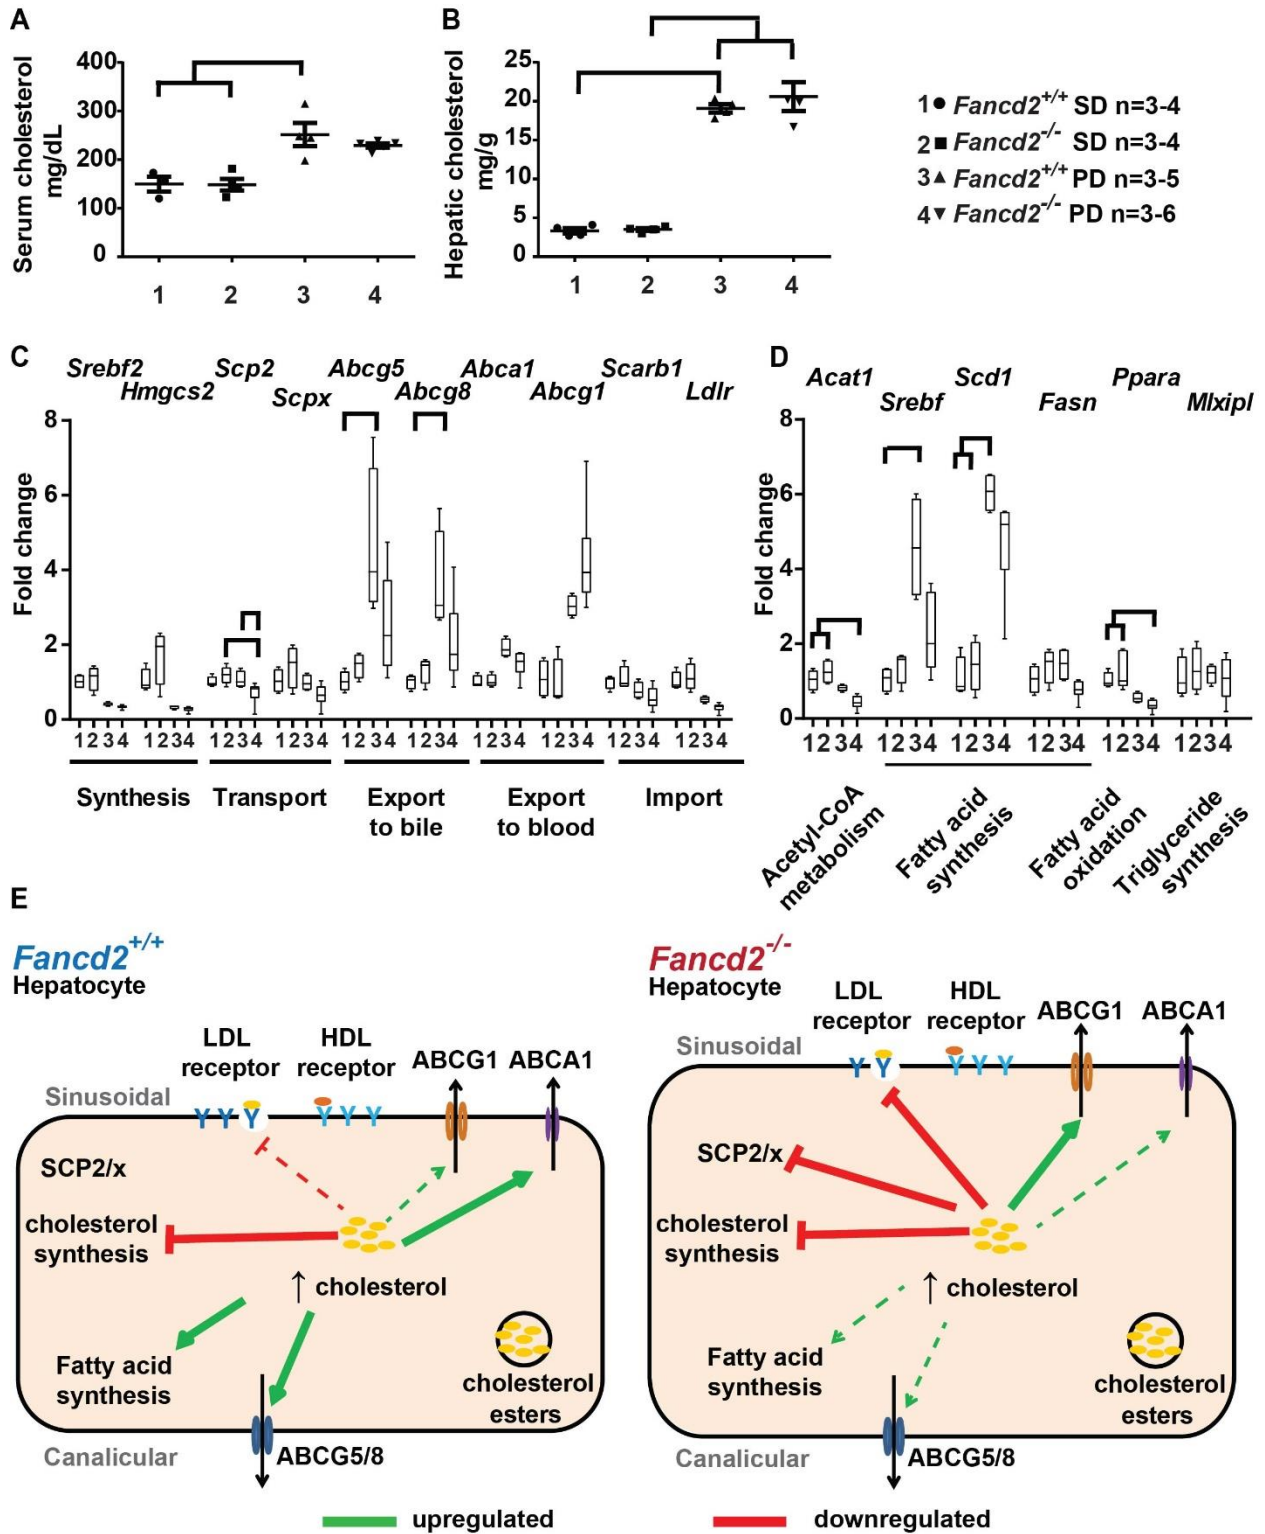 A
Serum cholesterol
mg/dL
400
300
200
100
0
1 2 3 4
B
Hepatic cholesterol
mg/g
25
20
15
10
5
0
1 2 3 4
1 Fancd2+/+ SD n=3-4
2 Fancd2-/- SD n=3-4
3 Fancd2+/+ PD n=3-5
4 Fancd2-/- PD n=3-6
C
Srebf2 Scp2 Abcg5 Abca1 Scarb1
Hmgcs2 Scpx Abcg8 Abcg1 Ldlr
Fold change
8
6
4
2
0
1234 1234 1234 1234 1234 1234 1234 1234 1234 1234
Synthesis Transport Export to bile Export to blood Import
D
Acat1 Scd1 Ppara
Srebf Fasn Mlxipl
Fold change
8
6
4
2
0
1234 1234 1234 1234 1234 1234
Acetyl-CoA
metabolism
Fatty acid
synthesis
Fatty acid
oxidation
Triglyceride
synthesis
E
Fancd2+/+
Hepatocyte
LDL
receptor
HDL
receptor
ABCG1 ABCA1
Sinusoidal
SCP2/x
cholesterol
synthesis
↑ cholesterol
Fatty acid
synthesis
cholesterol
esters
Canalicular
ABCG5/8
Fancd2-/-
Hepatocyte
LDL
receptor
HDL
receptor
ABCG1 ABCA1
Sinusoidal
SCP2/x
cholesterol
synthesis
↑ cholesterol
Fatty acid
synthesis
cholesterol
esters
Canalicular
ABCG5/8
upregulated
downregulated